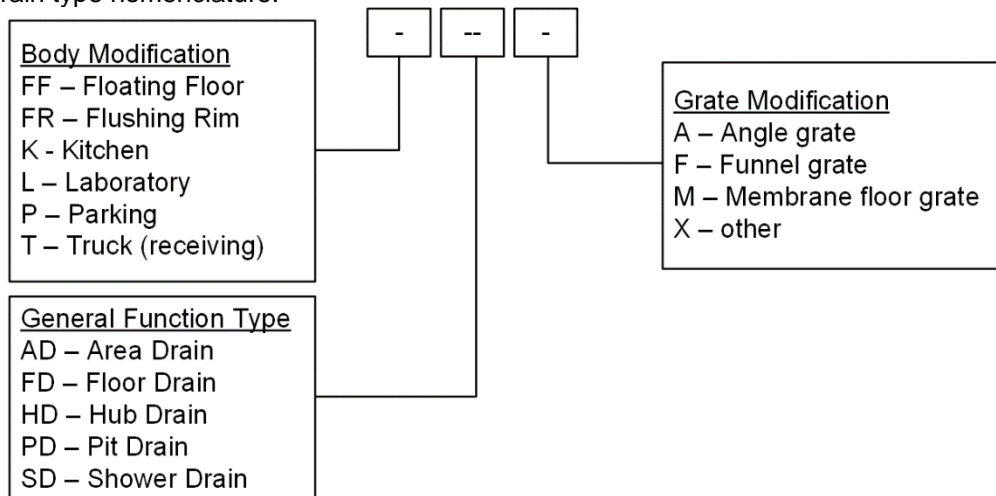 type nomenclature:
-
--
-
Body Modification
FF – Floating Floor
FR – Flushing Rim
K - Kitchen
L – Laboratory
P – Parking
T – Truck (receiving)
Grate Modification
A – Angle grate
F – Funnel grate
M – Membrane floor grate
X – other
General Function Type
AD – Area Drain
FD – Floor Drain
HD – Hub Drain
PD – Pit Drain
SD – Shower Drain